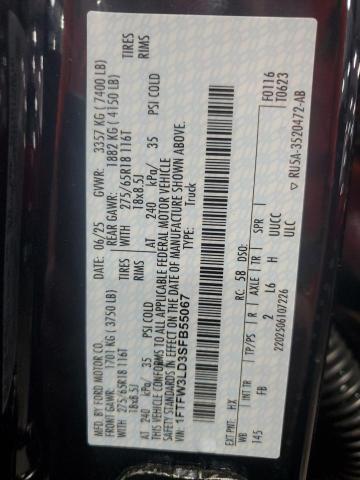 MFD. BY FORD MOTOR CO.
DATE: 06/25 GVWR: 3357 KG (7400 LB)
FRONT GAWR: 1701 KG (3750 LB) REAR GAWR: 1882 KG (4150 LB)
WITH 275/65R18 116T TIRES WITH 275/65R18 116T TIRES
18x8.5J RIMS 18x8.5J RIMS
AT 240 kPa/ 35 PSI COLD AT 240 kPa/ 35 PSI COLD
THIS VEHICLE CONFORMS TO ALL APPLICABLE FEDERAL MOTOR VEHICLE
SAFETY STANDARDS IN EFFECT ON THE DATE OF MANUFACTURE SHOWN ABOVE.
VIN: 1FTFW3LD3SFB55067
TYPE: Truck
F0116
T0623
EXT PNT: HX RC: 5B DSO:
WB INT TR TP/PS R AXLE TR SPR
145 FB 2 L6 H UUCC
2202506107226 ULC
▽ RU5A-3520472-AB